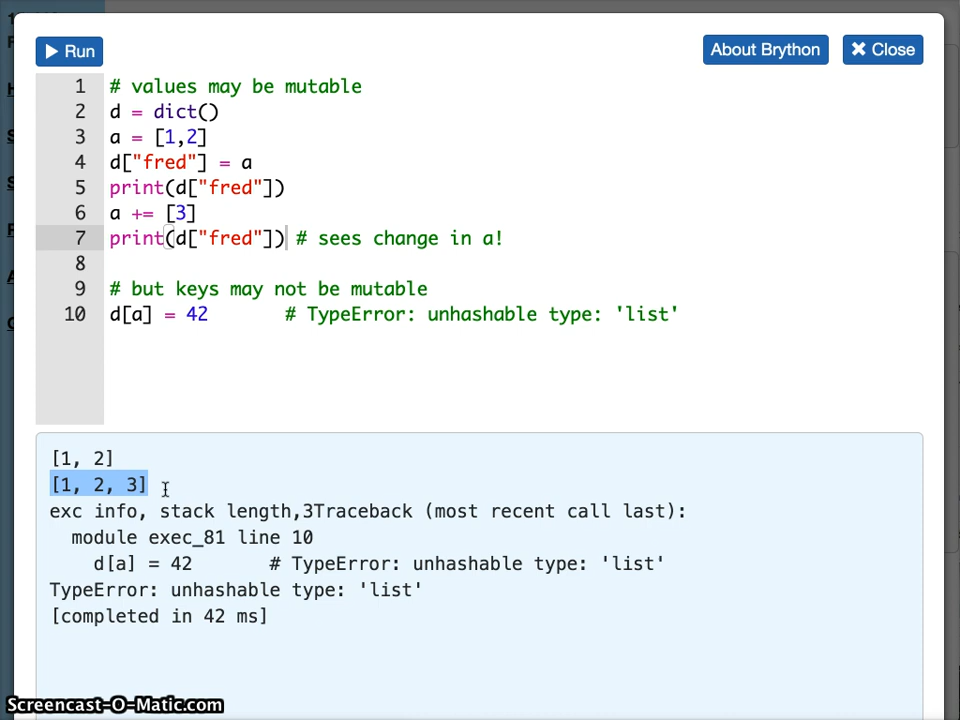 Run
About Brython
Close
1 # values may be mutable
2 d = dict()
3 a = [1,2]
4 d["fred"] = a
5 print(d["fred"])
6 a += [3]
7 print(d["fred"]) # sees change in a!
8
9 # but keys may not be mutable
10 d[a] = 42 # TypeError: unhashable type: 'list'
[1, 2]
[1, 2, 3]
exc info, stack length,3Traceback (most recent call last):
module exec_81 line 10
d[a] = 42 # TypeError: unhashable type: 'list'
TypeError: unhashable type: 'list'
[completed in 42 ms]
Screencast-O-Matic.com